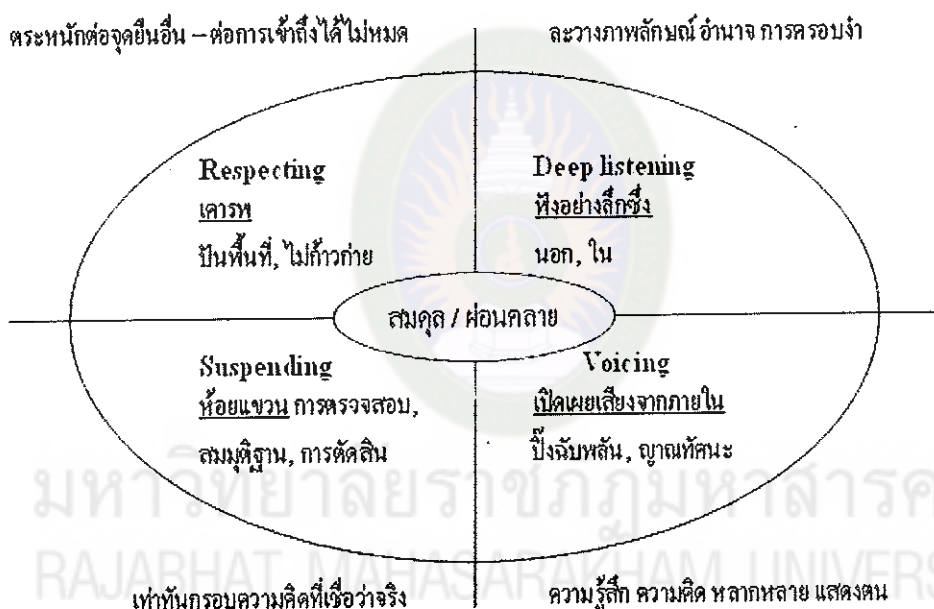 ตระหนักต่อจุดยืนอื่น – ต่อการเข้าถึงได้ไม่หมด
ละวางภาพลักษณ์ อำนาจ การครอบงำ
Respecting
เคารพ
ปันพื้นที่, ไม่ก้าวก่าย
Deep listening
ฟังอย่างลึกซึ้ง
นอก, ใน
สมดุล / ผ่อนคลาย
Suspending
ห้อยแขวน การตรวจสอบ,
สมมุติฐาน, การตัดสิน
Voicing
เปิดเผยเสียงจากภายใน
ปิ๊งฉับพลัน, ญาณทัศนะ
มหาวิทยาลัยราชภัฏมหาสารค
RAJABHAT MAHASARAKHAM UNIVERS
เท่าทันกรอบความคิดที่เชื่อว่าจริง
ความรู้สึก ความคิด หลากหลาย แสดงตน